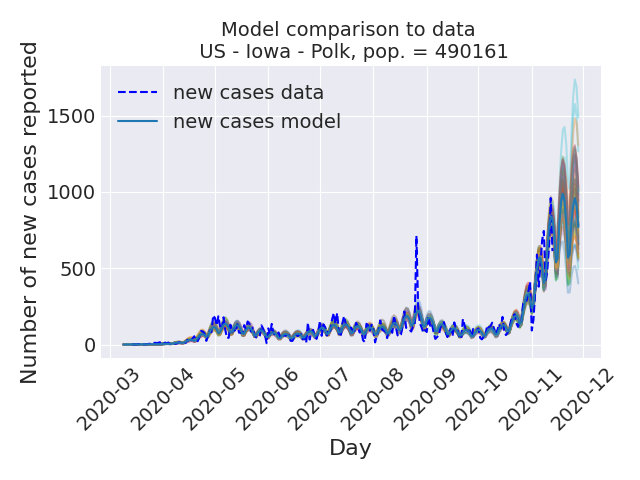 Model comparison to data
US - Iowa - Polk, pop. = 490161
Number of new cases reported
new cases data
new cases model
1500
1000
500
0
2020-03
2020-04
2020-05
2020-06
2020-07
2020-08
2020-09
2020-10
2020-11
2020-12
Day